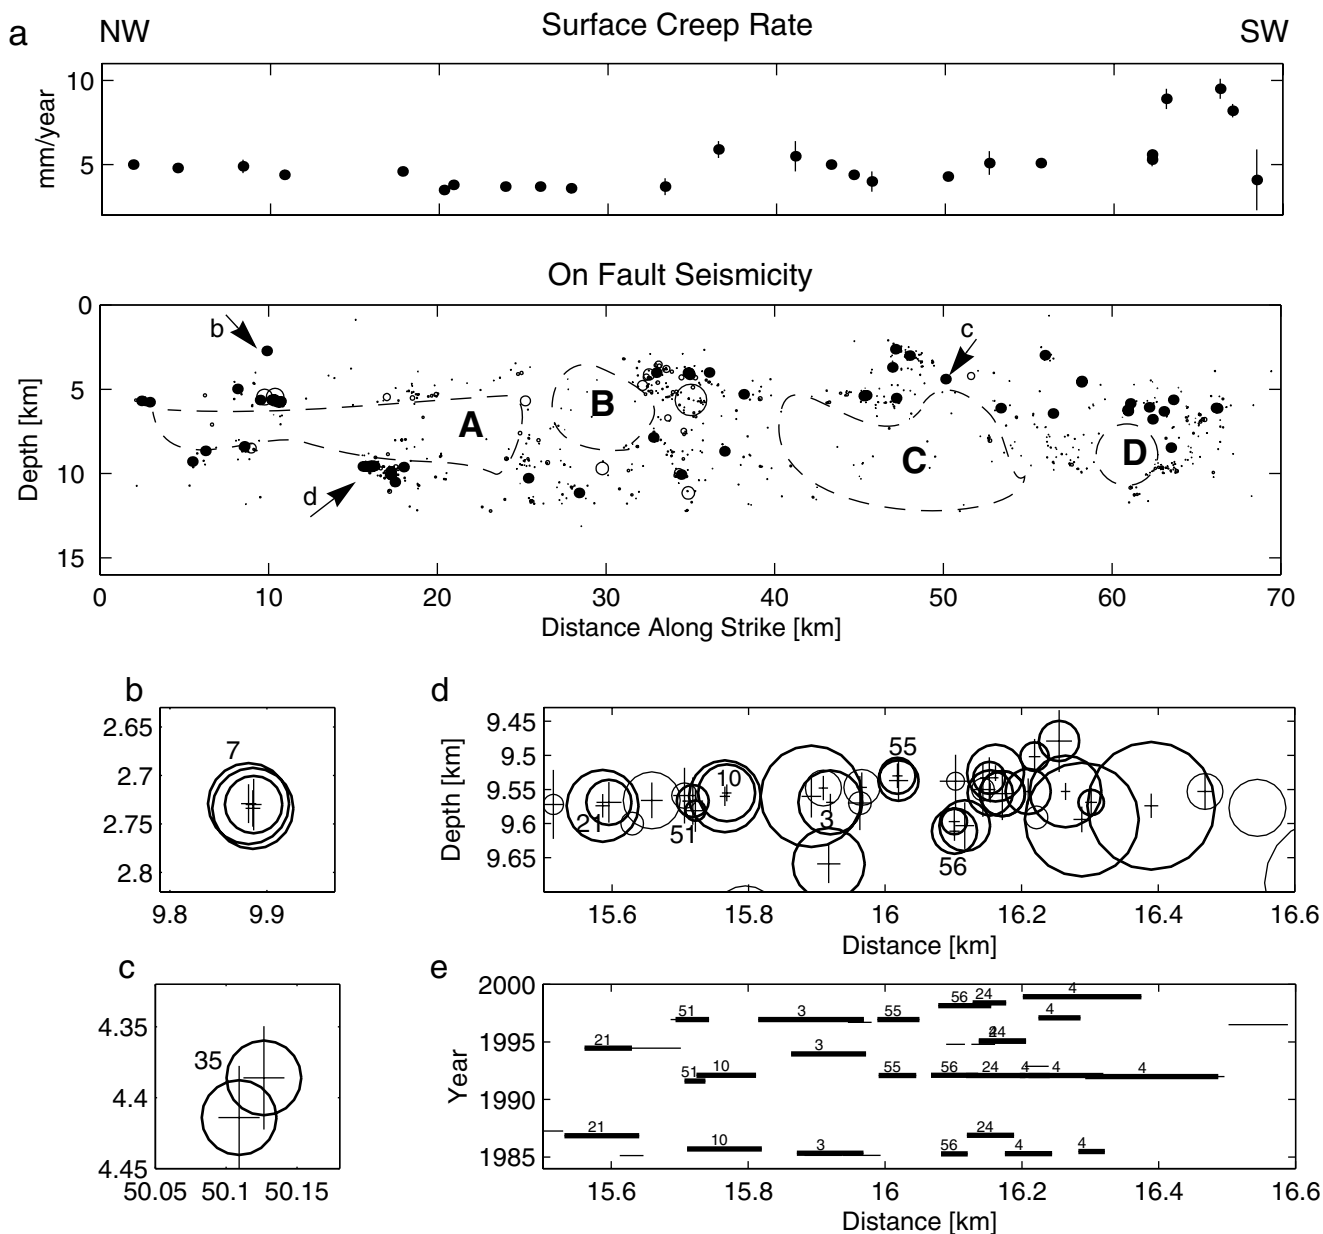 a
NW
Surface Creep Rate
SW
mm/year
10
5
On Fault Seismicity
Depth [km]
0
5
10
15
b
c
d
A
B
C
D
0 10 20 30 40 50 60 70
Distance Along Strike [km]
b
2.65
2.7
2.75
2.8
7
9.8 9.9
d
Depth [km]
9.45
9.5
9.55
9.6
9.65
21
51
10
3
55
56
15.6 15.8 16 16.2 16.4 16.6
Distance [km]
c
4.35
4.4
4.45
35
50.05 50.1 50.15
e
Year
2000
1995
1990
1985
4
56 24
51 3 55 4
21 3 24
51 10 55 56 24 4 4 4
21 10 3 56 24 4 4
15.6 15.8 16 16.2 16.4 16.6
Distance [km]